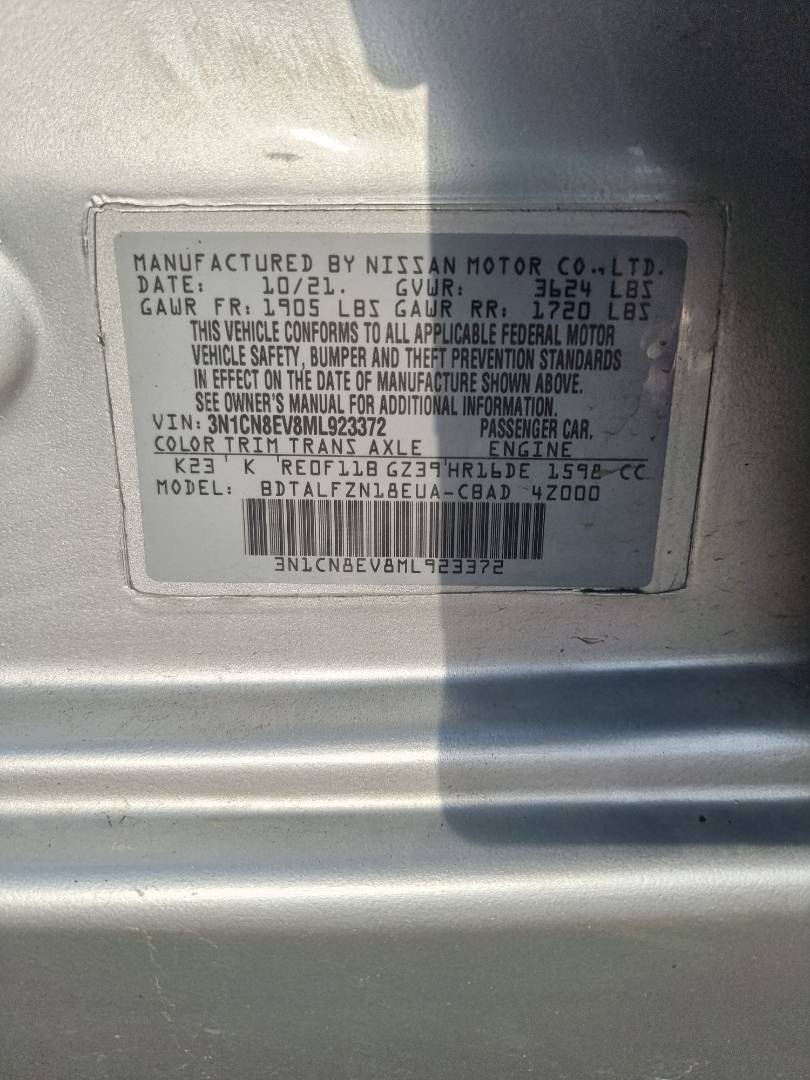 MANUFACTURED BY NISSAN MOTOR CO., LTD.
DATE: 10/21. GVWR: 3624 LBS
GAWR FR: 1905 LBS GAWR RR: 1720 LBS
THIS VEHICLE CONFORMS TO ALL APPLICABLE FEDERAL MOTOR
VEHICLE SAFETY, BUMPER AND THEFT PREVENTION STANDARDS
IN EFFECT ON THE DATE OF MANUFACTURE SHOWN ABOVE.
SEE OWNER'S MANUAL FOR ADDITIONAL INFORMATION.
VIN: 3N1CN8EV8ML923372 PASSENGER CAR.
COLOR TRIM TRANS AXLE ENGINE
K23 ' K ' RE0F11B GZ39 ' HR16DE 1598 CC
MODEL: BDTALFZN18EUA-CBAD 4Z000
3N1CN8EV8ML923372